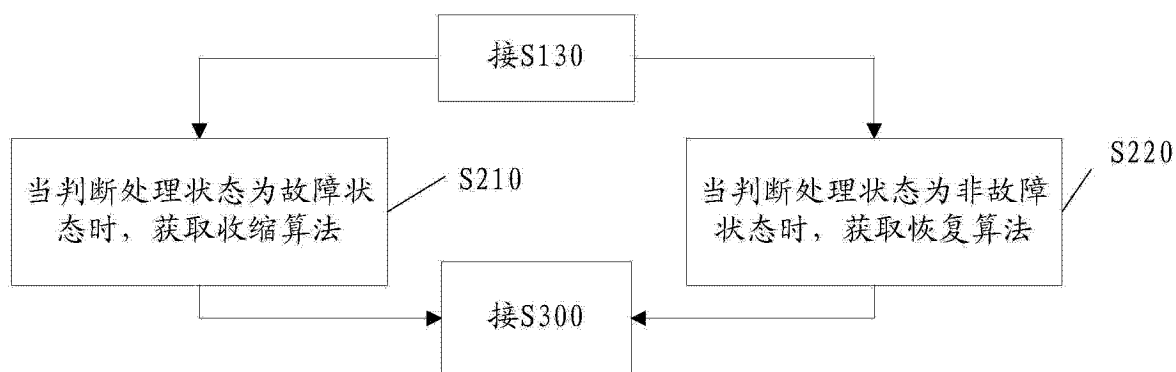 接S130
当判断处理状态为故障状
态时，获取收缩算法
S210
当判断处理状态为非故障
状态时，获取恢复算法
S220
接S300